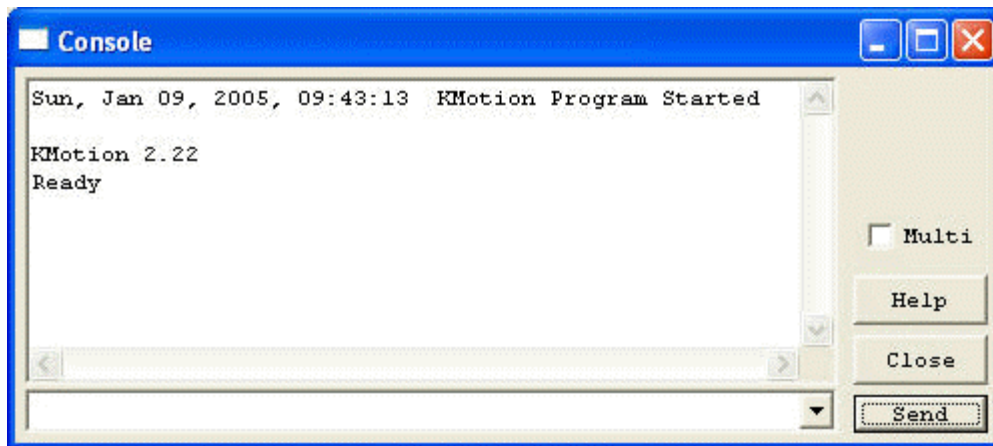 Console
Sun, Jan 09, 2005, 09:43:13  KMotion Program Started
KMotion 2.22
Ready
Multi
Help
Close
Send